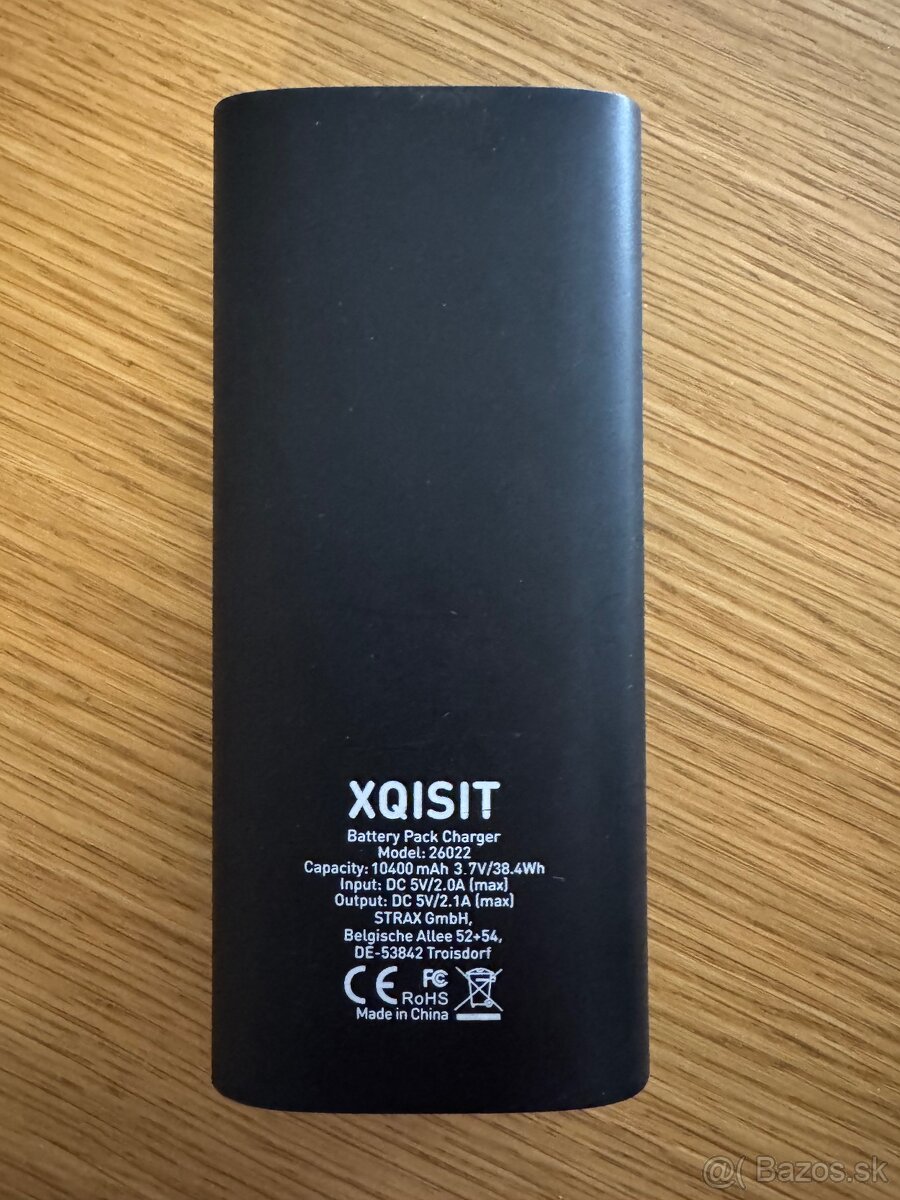 XQISIT
Battery Pack Charger
Model: 26022
Capacity: 10400 mAh 3.7V/38.4Wh
Input: DC 5V/2.0A (max)
Output: DC 5V/2.1A (max)
STRAX GmbH,
Belgische Allee 52+54,
DE-53842 Troisdorf
CE FC RoHS
Made in China
@( Bazos.sk